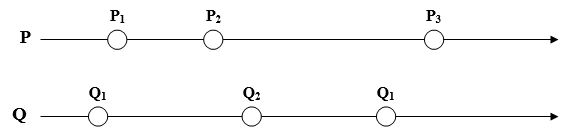 P₁ P₂ P₃
P
Q₁ Q₂ Q₁
Q